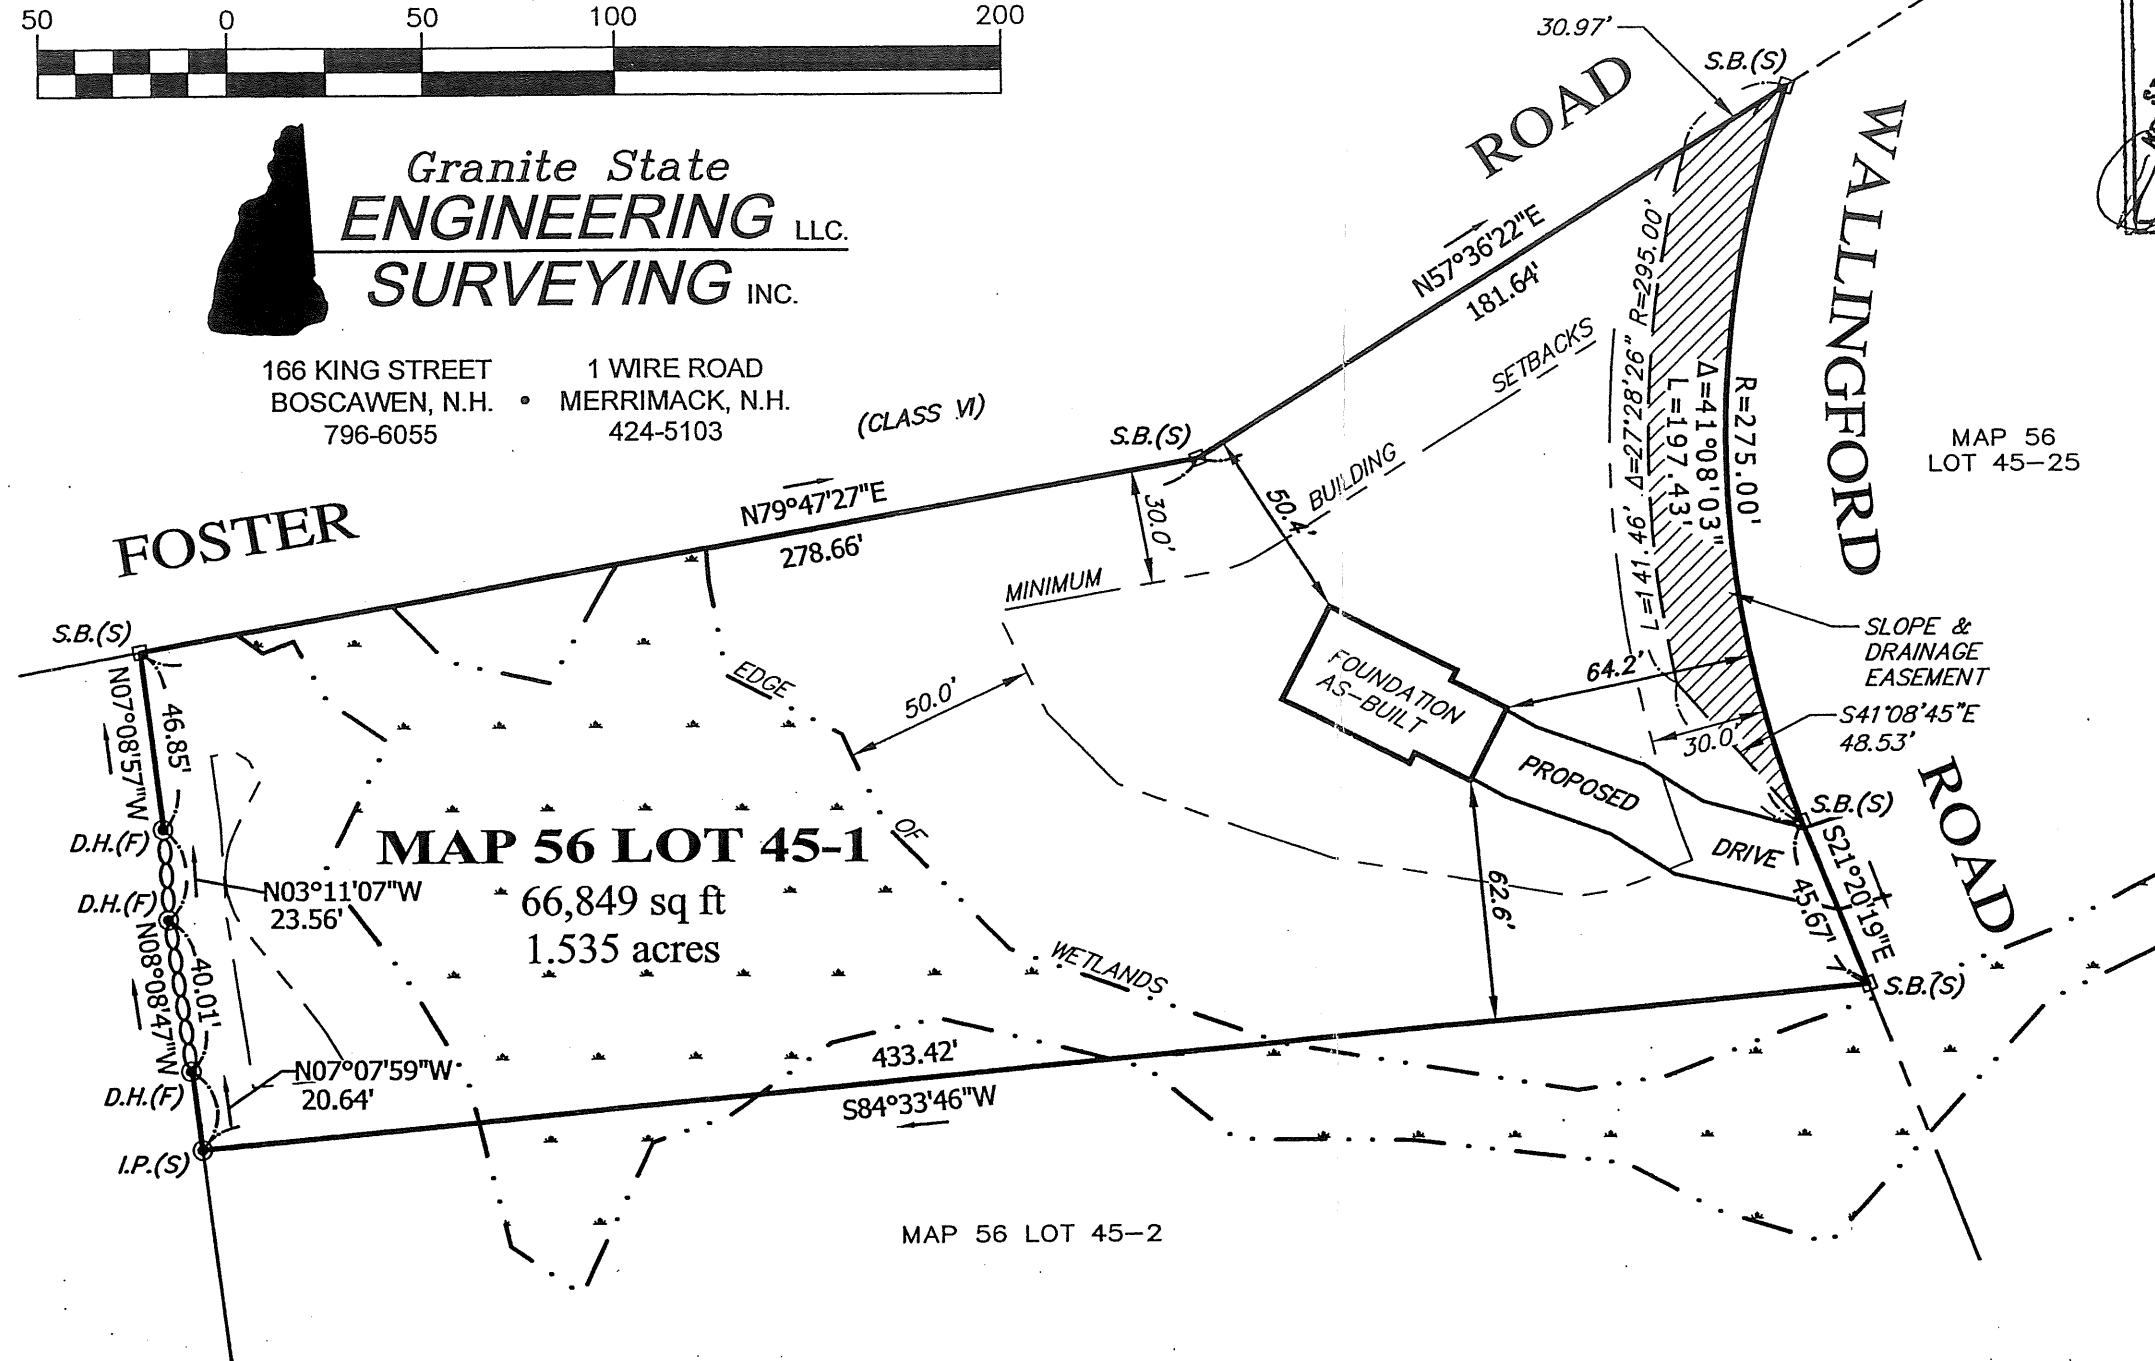 50 0 50 100 200
Granite State
ENGINEERING LLC.
SURVEYING INC.
166 KING STREET
BOSCAWEN, N.H.
796-6055
•
1 WIRE ROAD
MERRIMACK, N.H.
424-5103
(CLASS VI)
FOSTER
ROAD
WALLINGFORD
ROAD
30.97'
S.B.(S)
N57°36'22"E
181.64'
S.B.(S)
N79°47'27"E
278.66'
S.B.(S)
N07°08'57"W
46.85'
D.H.(F)
N03°11'07"W
23.56'
D.H.(F)
N08°08'47"W
40.01'
D.H.(F)
N07°07'59"W
20.64'
I.P.(S)
433.42'
S84°33'46"W
MAP 56 LOT 45-1
66,849 sq ft
1.535 acres
EDGE
OF
WETLANDS
50.0'
30.0'
MINIMUM
BUILDING
SETBACKS
50.4'
FOUNDATION
AS-BUILT
64.2'
62.6'
PROPOSED
DRIVE
30.0'
L=141.46' Δ=27°28'26" R=295.00'
R=275.00'
Δ=41°08'03"
L=197.43'
SLOPE &
DRAINAGE
EASEMENT
S41°08'45"E
48.53'
S.B.(S)
S21°20'19"E
45.67'
S.B.(S)
MAP 56
LOT 45-25
MAP 56 LOT 45-2